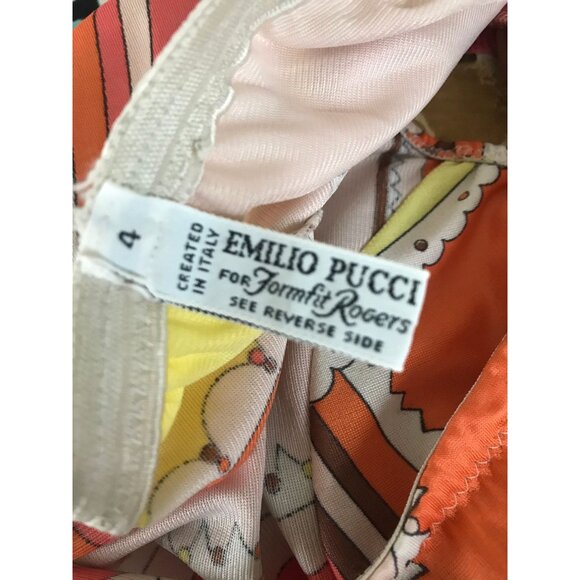 4
CREATED
IN ITALY
EMILIO PUCCI
FOR Formfit Rogers
SEE REVERSE SIDE